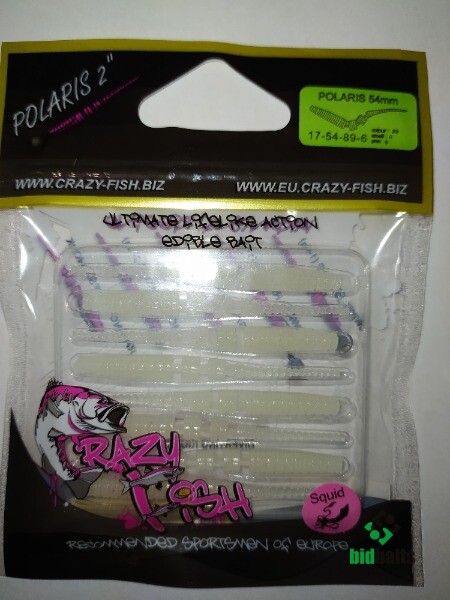 POLARIS 2"
POLARIS 54mm
17-54-89-6
WWW.CRAZY-FISH.BIZ
WWW.EU.CRAZY-FISH.BIZ
ULTIMATE LIFELIKE ACTION
EDIBLE BAIT
CRAZY
FISH
Squid
RECOMMENDED SPORTSMEN OF EUROPE
bidbaits